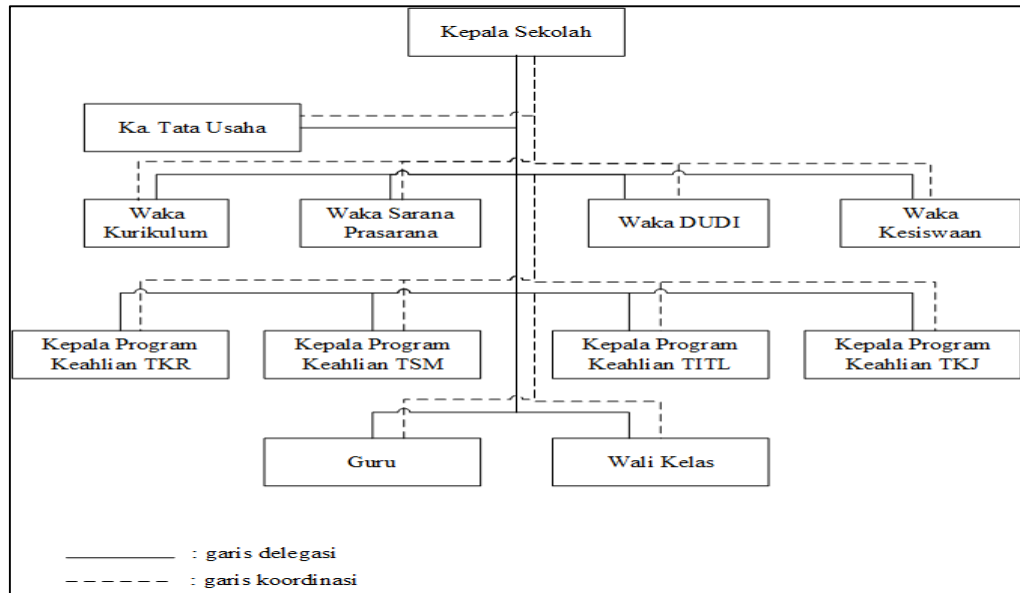 Kepala Sekolah
Ka. Tata Usaha
Waka
Kurikulum
Waka Sarana
Prasarana
Waka DUDI
Waka
Kesiswaan
Kepala Program
Keahlian TKR
Kepala Program
Keahlian TSM
Kepala Program
Keahlian TITL
Kepala Program
Keahlian TKJ
Guru
Wali Kelas
: garis delegasi
: garis koordinasi